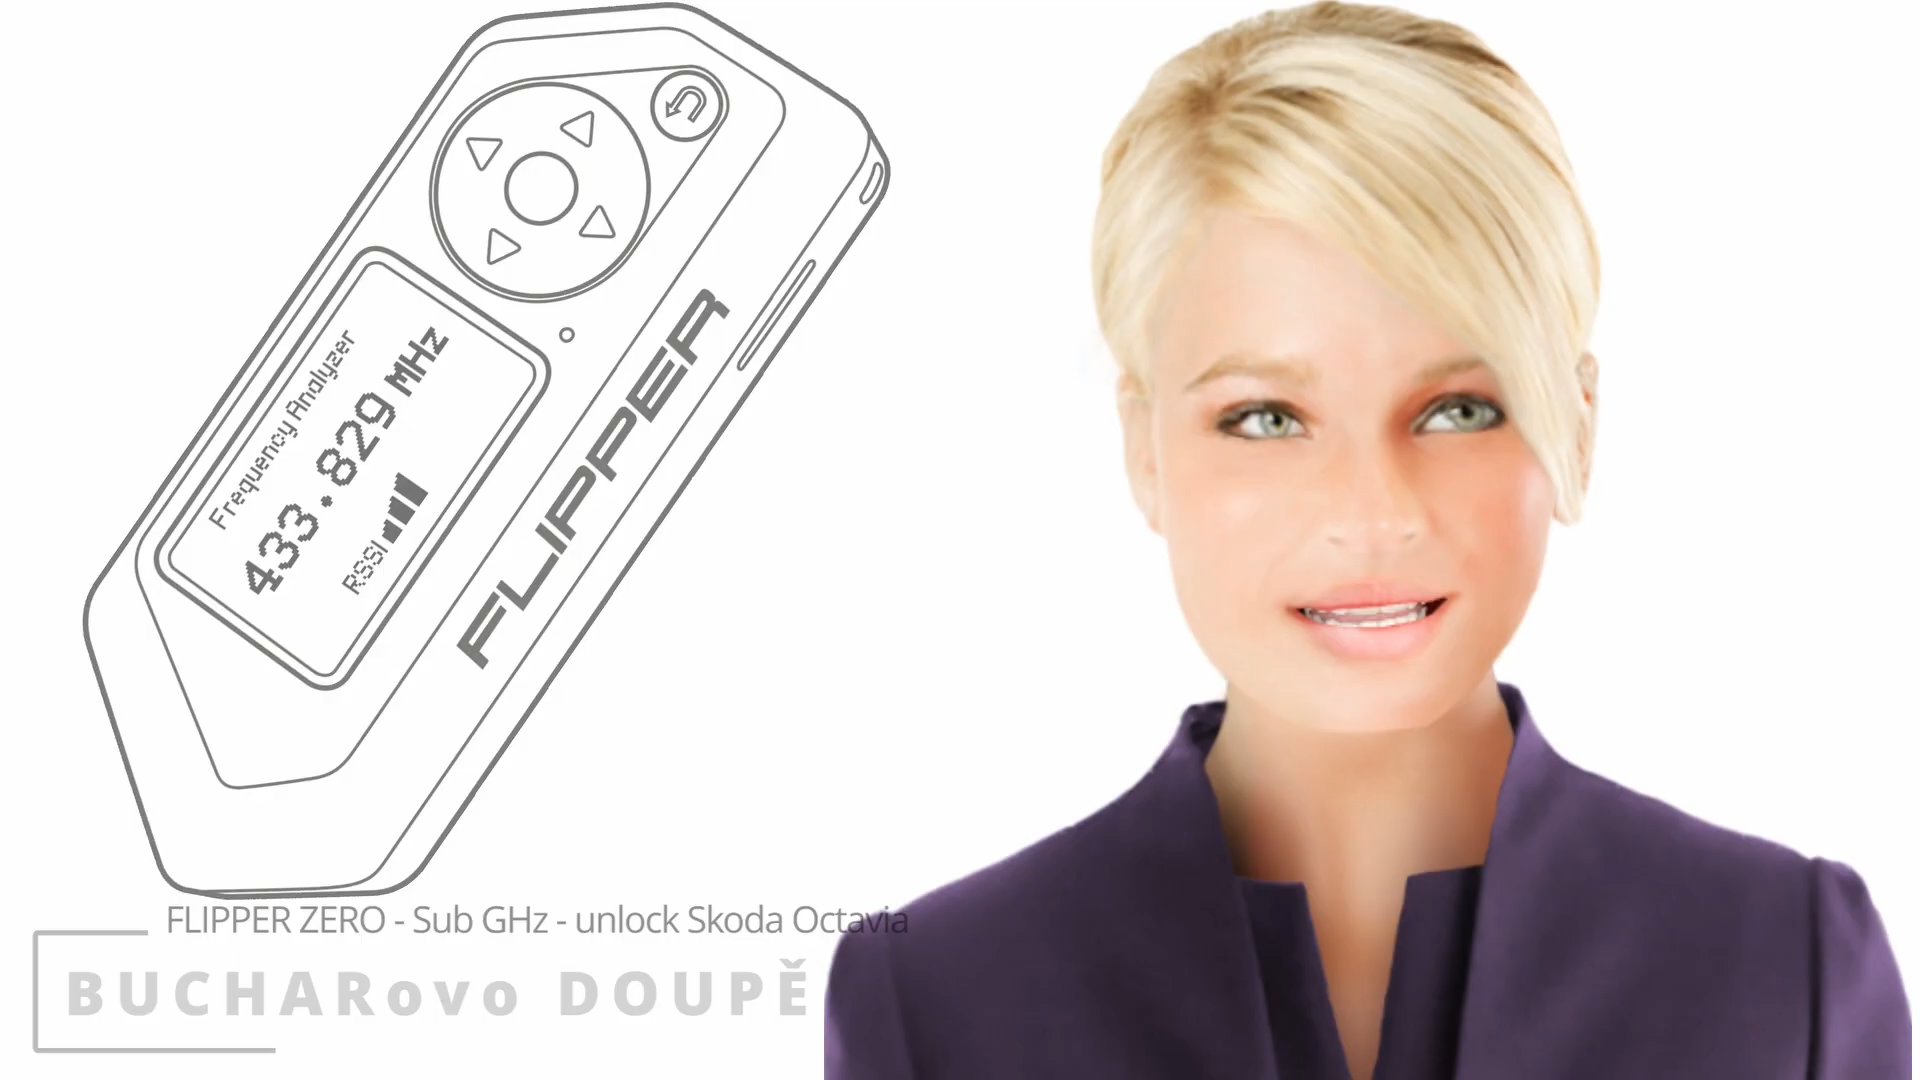 Frequency Analyzer
433.829 MHz
RSSI
FLIPPER
FLIPPER ZERO - Sub GHz - unlock Skoda Octavia
BUCHARovo DOUPĚ